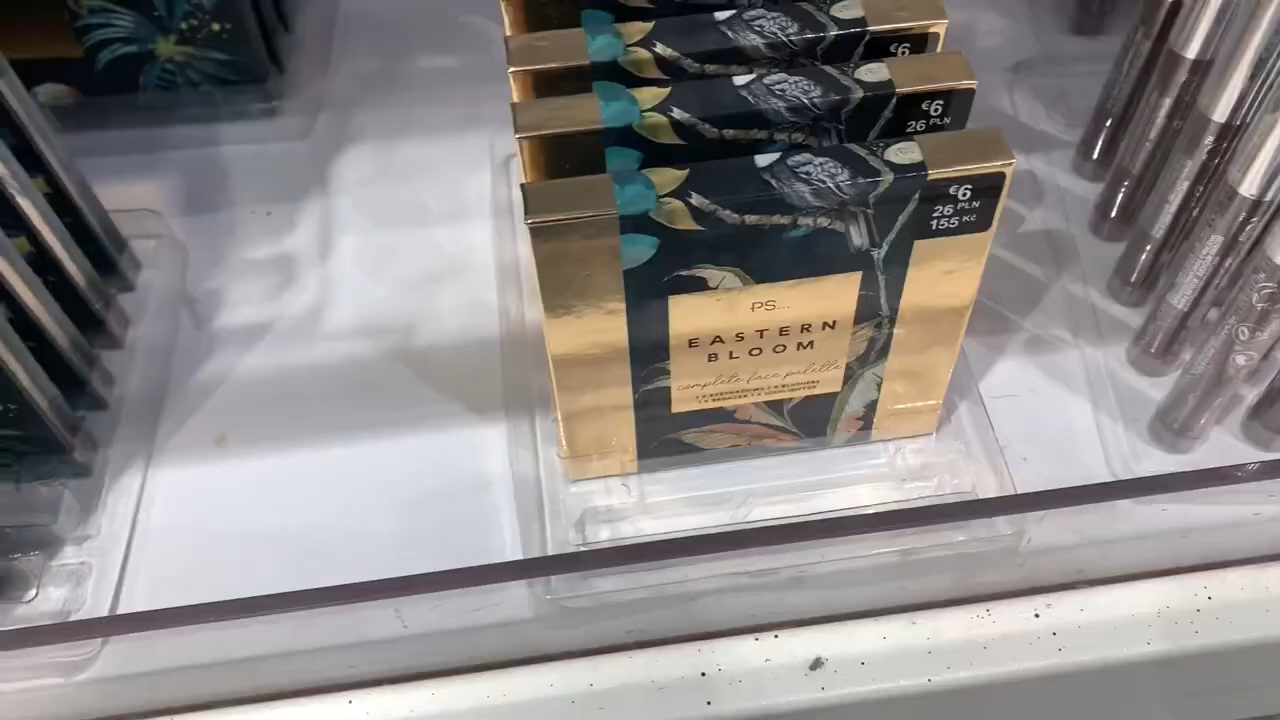 €6
€6
26 PLN
€6
26 PLN
155 Kč
PS...
EASTERN
BLOOM
complete face palette